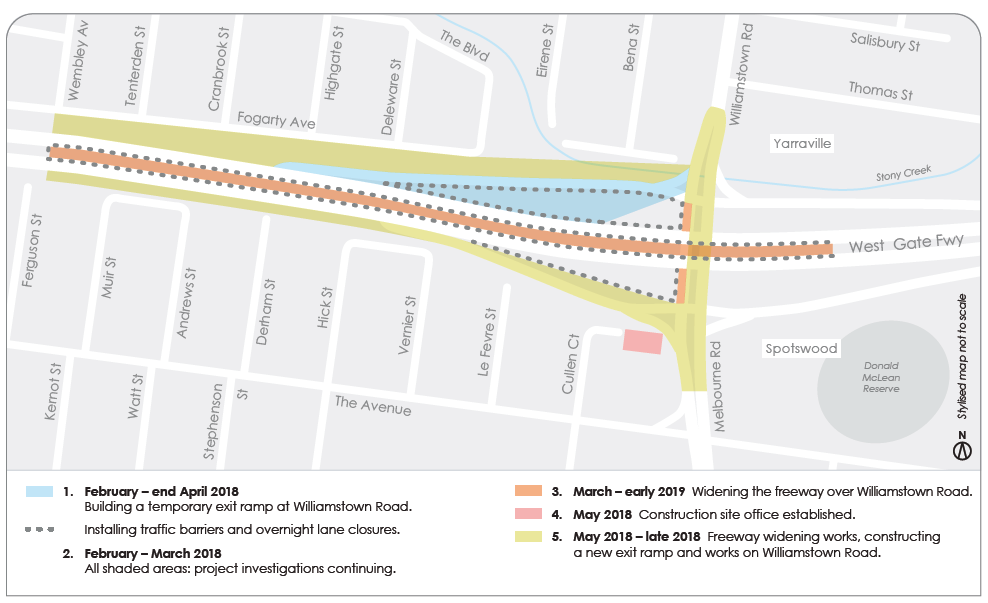 Wembley Av
Tenterden St
Cranbrook St
Highgate St
Deleware St
The Blvd
Eirene St
Bena St
Williamstown Rd
Salisbury St
Thomas St
Fogarty Ave
Yarraville
Stony Creek
West Gate Fwy
Ferguson St
Muir St
Andrews St
Derham St
Hick St
Vernier St
Le Fevre St
Cullen Ct
Melbourne Rd
Spotswood
Donald
McLean
Reserve
Stylised map not to scale
N
Kernot St
Watt St
Stephenson
St
The Avenue
1. February – end April 2018
Building a temporary exit ramp at Williamstown Road.
Installing traffic barriers and overnight lane closures.
2. February – March 2018
All shaded areas: project investigations continuing.
3. March – early 2019 Widening the freeway over Williamstown Road.
4. May 2018 Construction site office established.
5. May 2018 – late 2018 Freeway widening works, constructing
a new exit ramp and works on Williamstown Road.